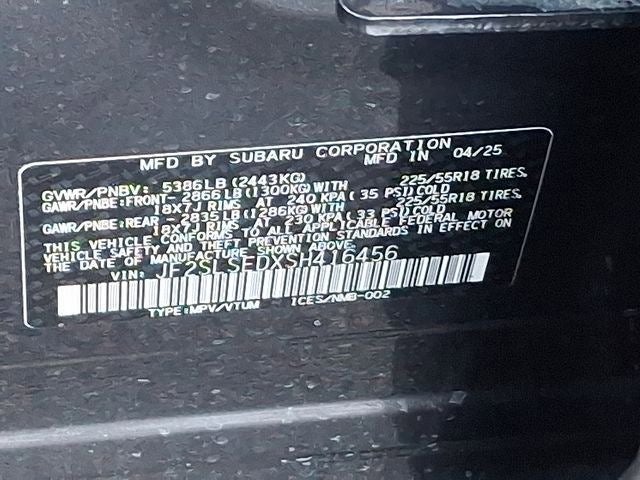 MFD BY SUBARU CORPORATION
MFD IN 04/25
GVWR/PNBV: 5386LB(2443KG)
GAWR/PNBE:FRONT- 2866LB(1300KG)WITH 225/55R18 TIRES,
18X7J RIMS AT 240 KPA(35 PSI)COLD
GAWR/PNBE:REAR 2835LB(1286KG)WITH 225/55R18 TIRES,
18X7J RIMS AT 230 KPA(33 PSI)COLD
THIS VEHICLE CONFORMS TO ALL APPLICABLE FEDERAL MOTOR
VEHICLE SAFETY AND THEFT PREVENTION STANDARDS IN EFFECT ON
THE DATE OF MANUFACTURE SHOWN ABOVE.
VIN: JF2SLSEDXSH416456
TYPE:MPV/VTUM ICES/NMB-002